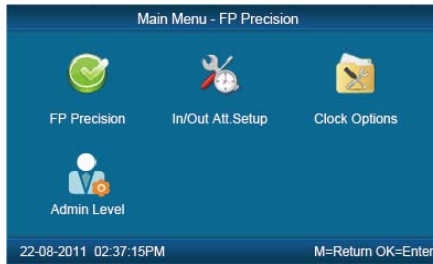 Main Menu - FP Precision
FP Precision In/Out Att.Setup Clock Options
Admin Level
22-08-2011 02:37:15PM M=Return OK=Enter